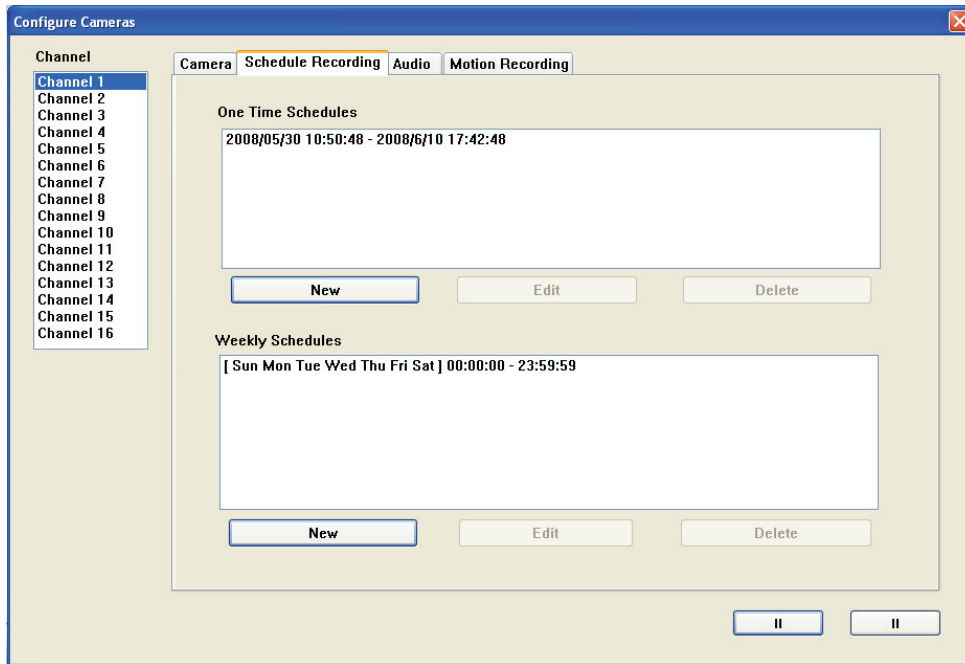 Configure Cameras
Channel
Channel 1
Channel 2
Channel 3
Channel 4
Channel 5
Channel 6
Channel 7
Channel 8
Channel 9
Channel 10
Channel 11
Channel 12
Channel 13
Channel 14
Channel 15
Channel 16
Camera Schedule Recording Audio Motion Recording
One Time Schedules
2008/05/30 10:50:48 - 2008/6/10 17:42:48
New Edit Delete
Weekly Schedules
[ Sun Mon Tue Wed Thu Fri Sat ] 00:00:00 - 23:59:59
New Edit Delete
II II